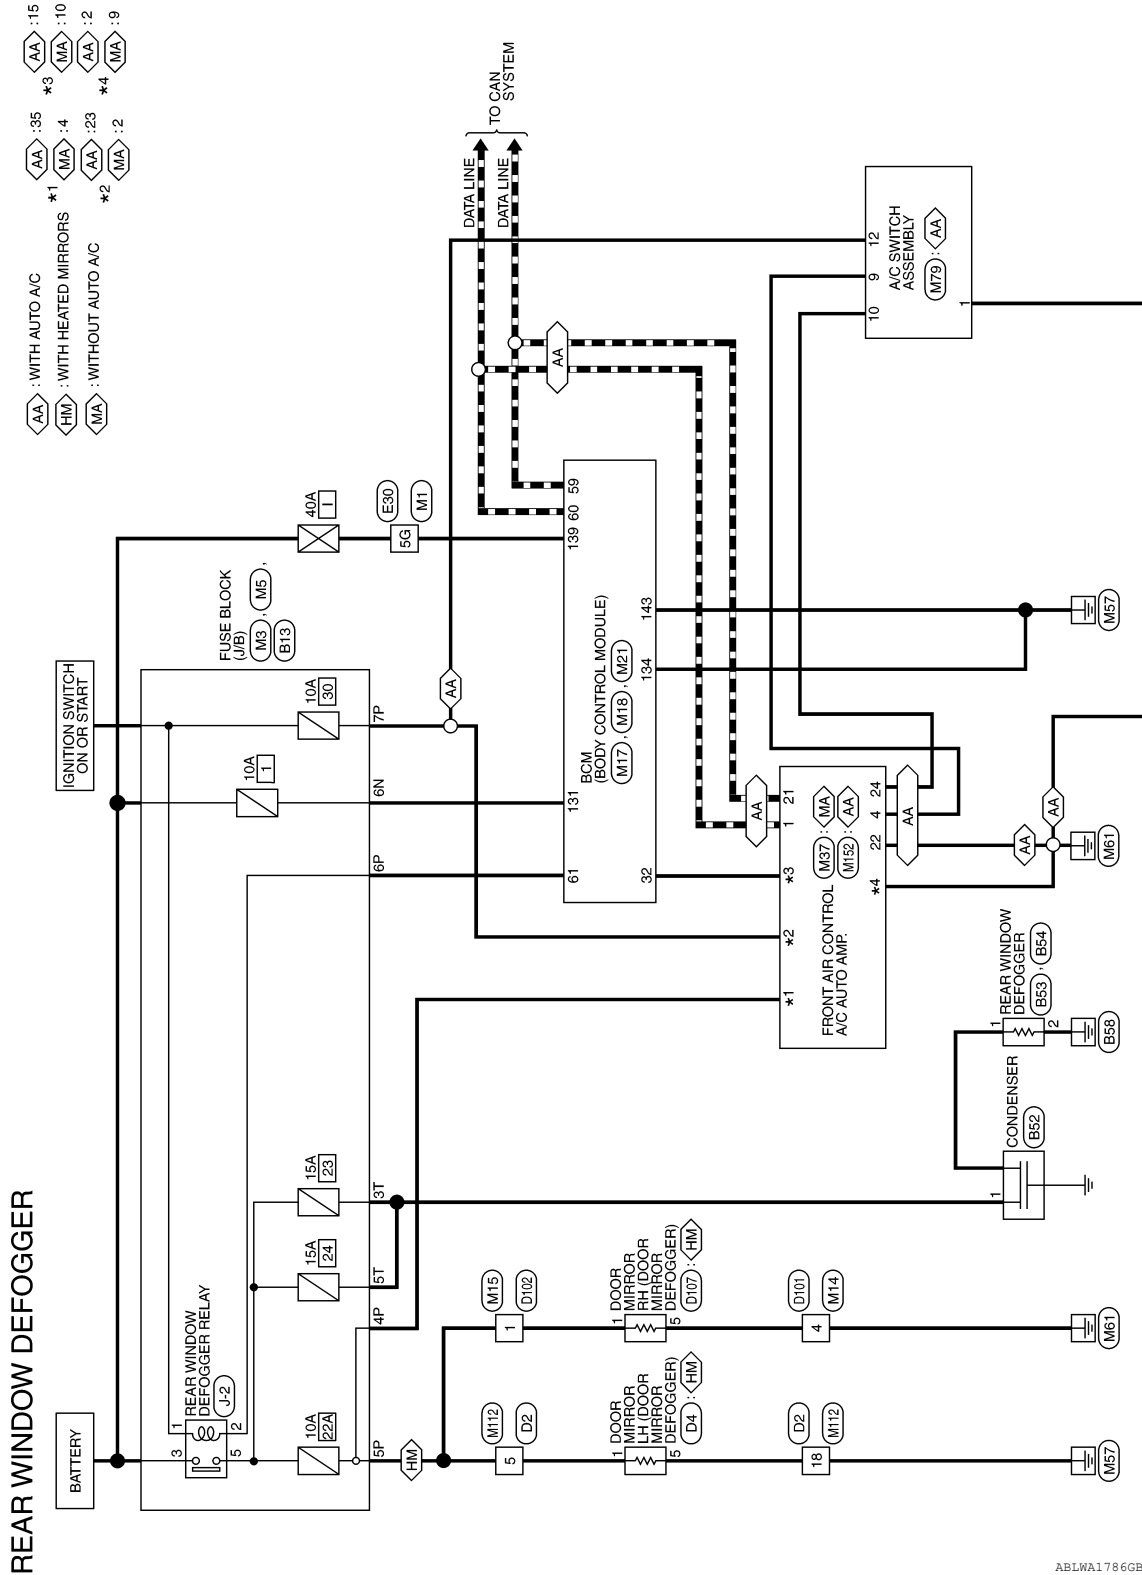 REAR WINDOW DEFOGGER
AA : WITH AUTO A/C
HM : WITH HEATED MIRRORS
MA : WITHOUT AUTO A/C
*1 AA :35
MA :4
*2 AA :23
MA :2
*3 AA :15
MA :10
*4 AA :2
MA :9
BATTERY
IGNITION SWITCH
ON OR START
FUSE BLOCK
(J/B)
M3 , M5 ,
B13
REAR WINDOW
DEFOGGER RELAY
J-2
1
2
3
5
10A
22A
15A
24
15A
23
10A
1
10A
30
40A
I
5P
4P
5T
3T
6P
6N
7P
HM
AA
5G
E30
M1
DATA LINE
DATA LINE
TO CAN
SYSTEM
AA
61
131
139
60
59
BCM
(BODY CONTROL MODULE)
M17 , M18 , M21
32
134
143
M57
M112
D2
5
M15
D102
1
DOOR
MIRROR
LH (DOOR
MIRROR
DEFOGGER)
D4 : HM
1
5
DOOR
MIRROR
RH (DOOR
MIRROR
DEFOGGER)
D107 : HM
1
5
D2
M112
18
D101
M14
4
M57
M61
CONDENSER
B52
1
REAR WINDOW
DEFOGGER
B53 , B54
1
2
B58
FRONT AIR CONTROL
A/C AUTO AMP.
M37 : MA
M152 : AA
*1
*2
*3
1
21
AA
*4
22
4
24
AA
AA
AA
M61
A/C SWITCH
ASSEMBLY
M79 : AA
10
9
12
1
ABLWA1786GB